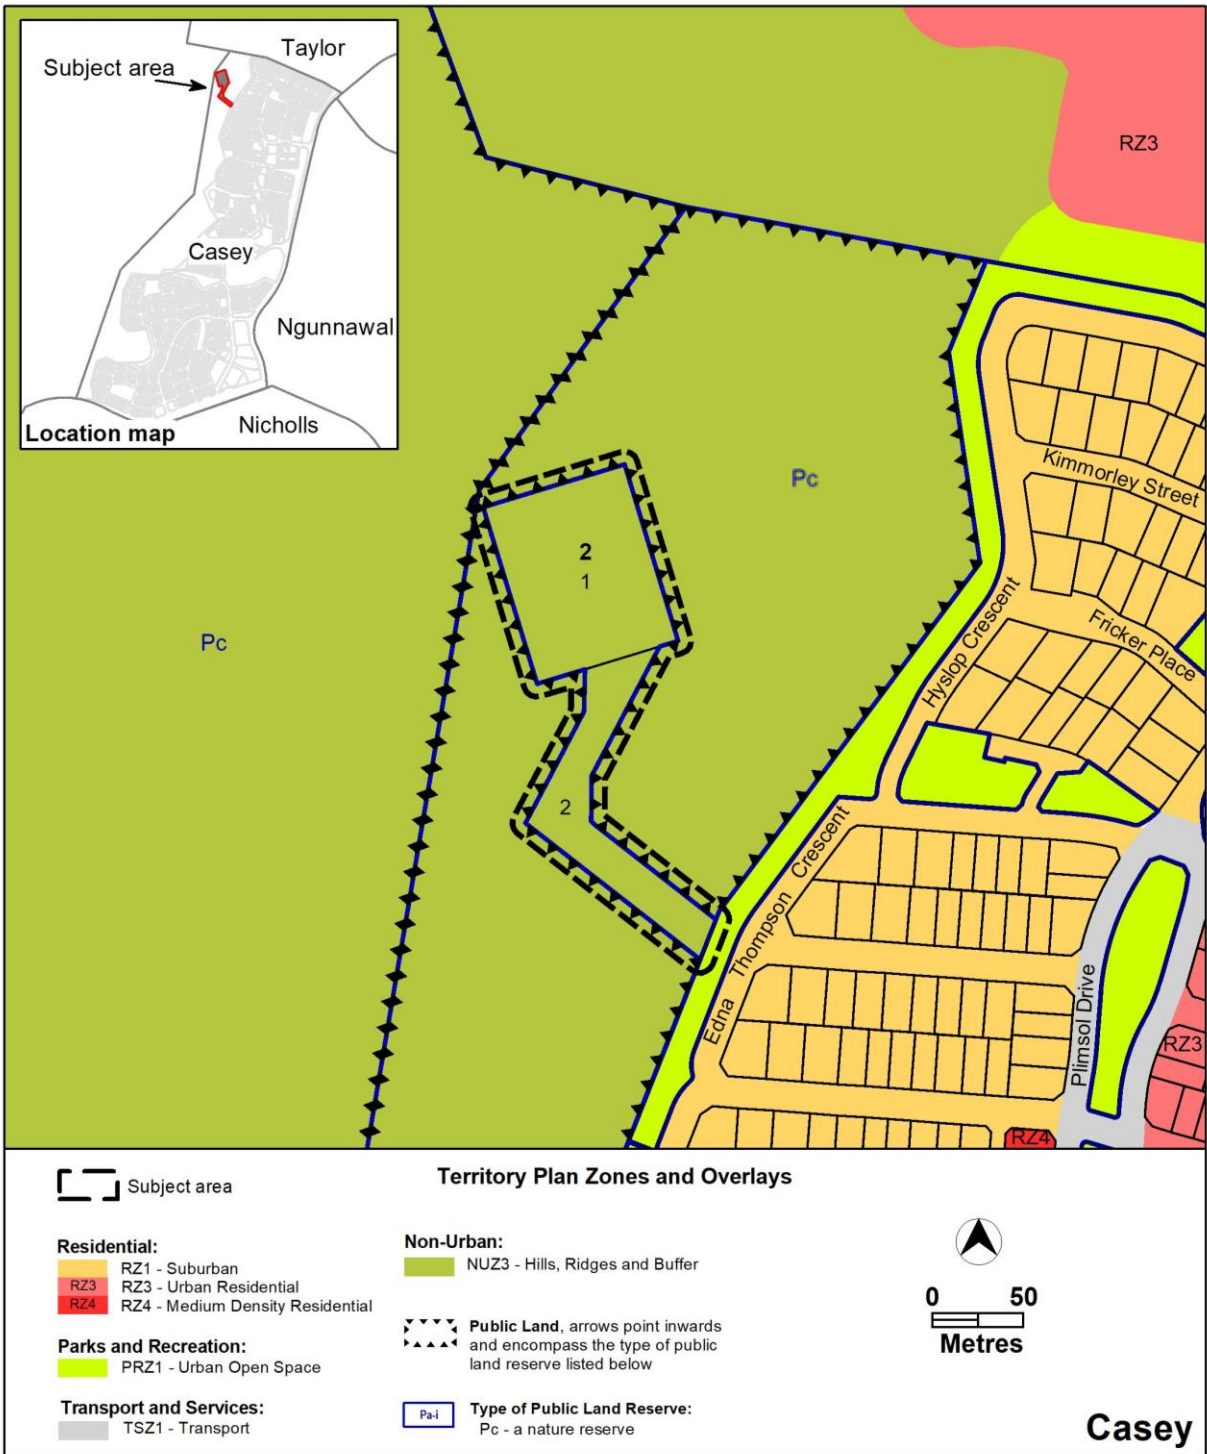 Taylor
Subject area
Casey
Ngunnawal
Nicholls
Location map
RZ3
Kimmorley Street
Pc
2
1
Pc
Hyslop Crescent
Fricker Place
2
Edna Thompson Crescent
Plimsol Drive
RZ3
RZ4
Territory Plan Zones and Overlays
Subject area
Residential:
RZ1 - Suburban
RZ3 RZ3 - Urban Residential
RZ4 RZ4 - Medium Density Residential
Parks and Recreation:
PRZ1 - Urban Open Space
Transport and Services:
TSZ1 - Transport
Non-Urban:
NUZ3 - Hills, Ridges and Buffer
Public Land, arrows point inwards
and encompass the type of public
land reserve listed below
Pa-i
Type of Public Land Reserve:
Pc - a nature reserve
0 50
Metres
Casey